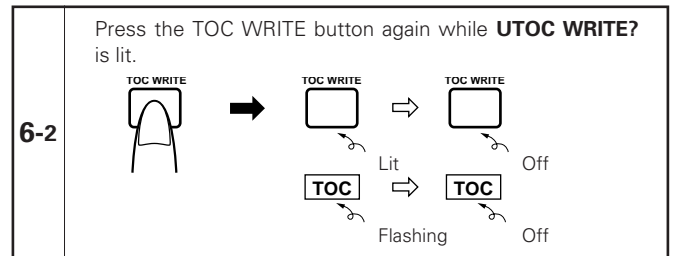 Press the TOC WRITE button again while UTOC WRITE?
is lit.
TOC WRITE TOC WRITE TOC WRITE
6-2
Lit Off
TOC TOC
Flashing Off